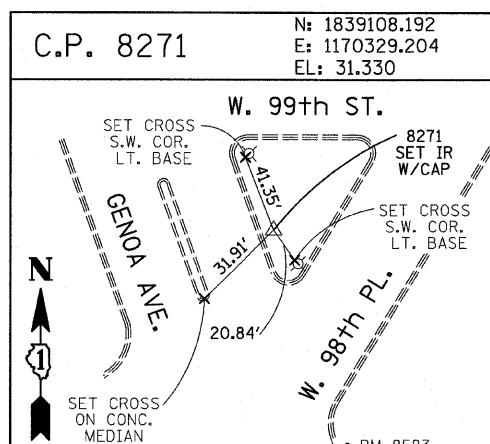 C.P. 8271
N: 1839108.192
E: 1170329.204
EL: 31.330
W. 99th ST.
SET CROSS
S.W. COR.
LT. BASE
8271
SET IR
W/CAP
41.35'
GENOA AVE.
SET CROSS
S.W. COR.
LT. BASE
31.91'
N
20.84'
W. 98th PL.
1
SET CROSS
ON CONC.
MEDIAN